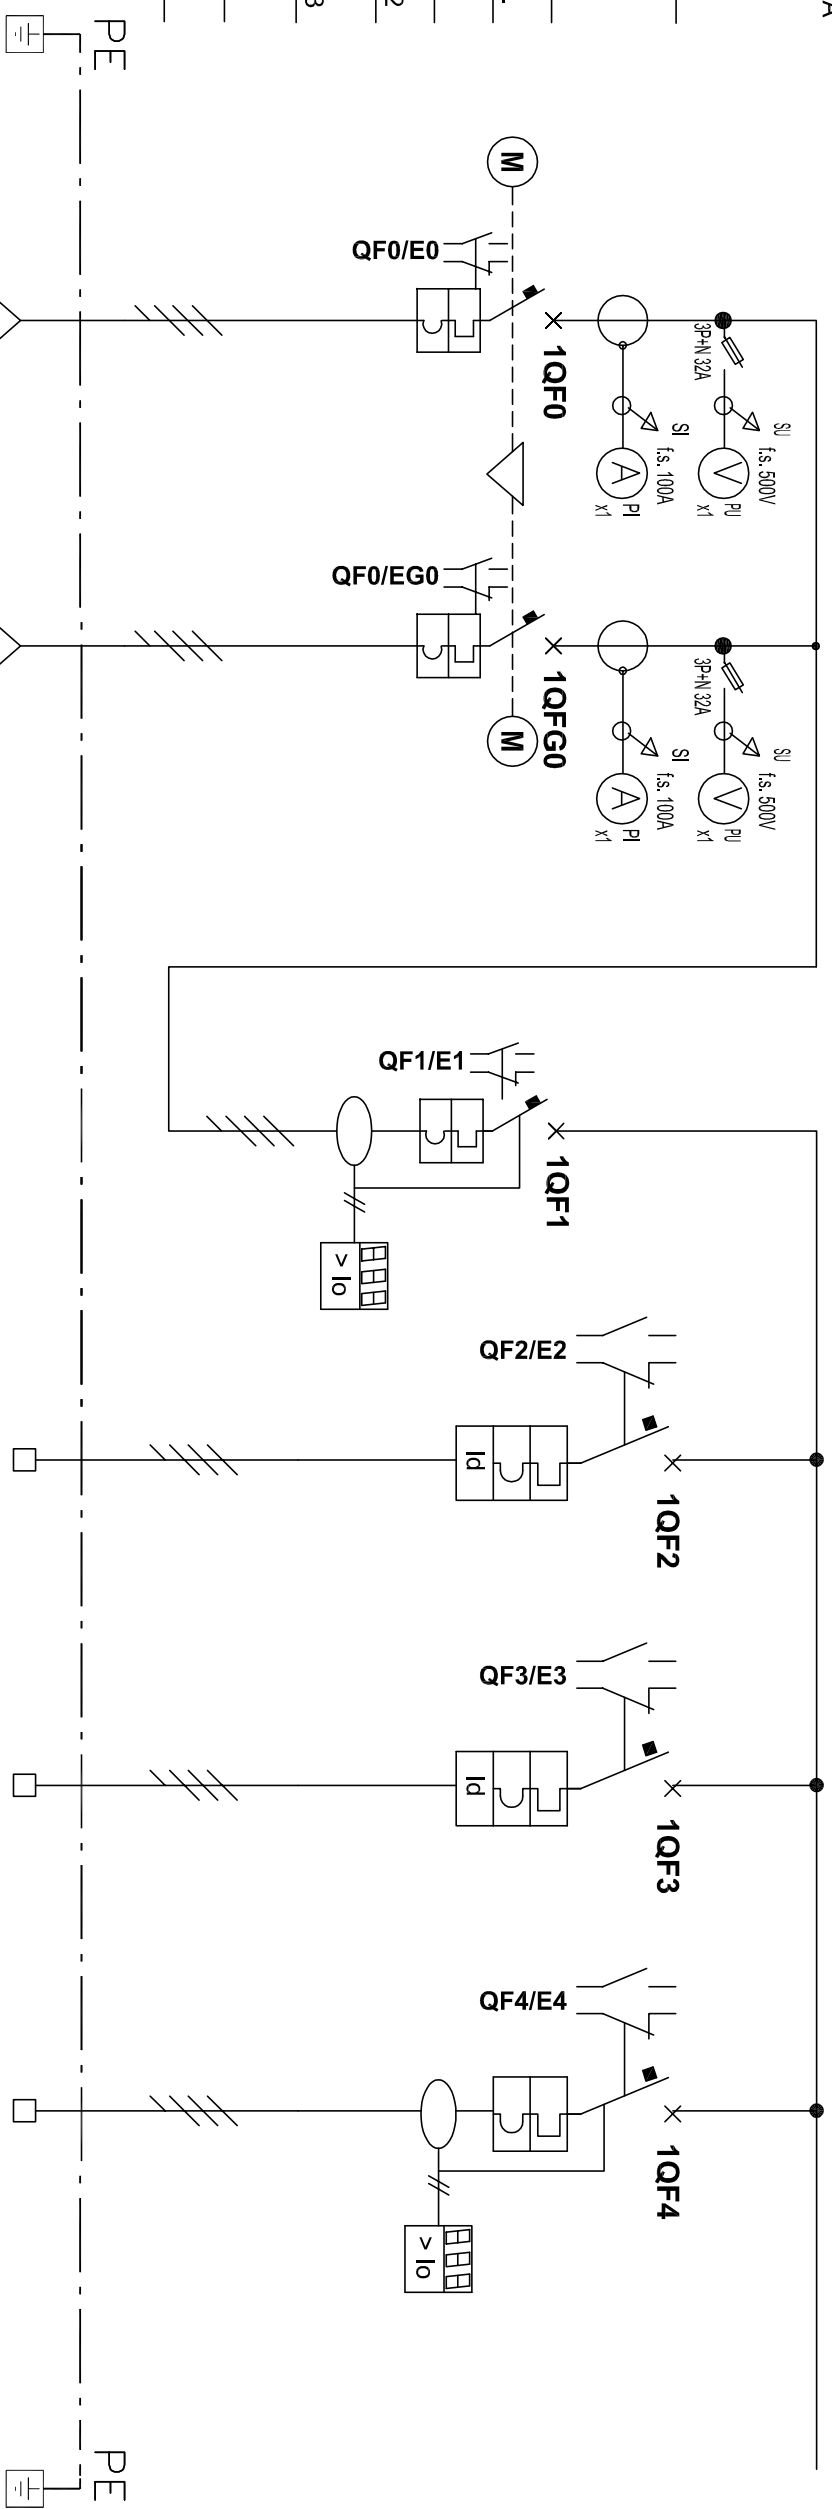 A
2
PE
M
QF0/E0
1QF0
3P+N 32A
SU
f.s. 500V
V
PU
x1
SI
f.s. 100A
A
PI
x1
QF0/EG0
1QFG0
M
3P+N 32A
SU
f.s. 500V
V
PU
x1
SI
f.s. 100A
A
PI
x1
QF1/E1
1QF1
> Io
QF2/E2
1QF2
Id
QF3/E3
1QF3
Id
QF4/E4
1QF4
> Io
PE